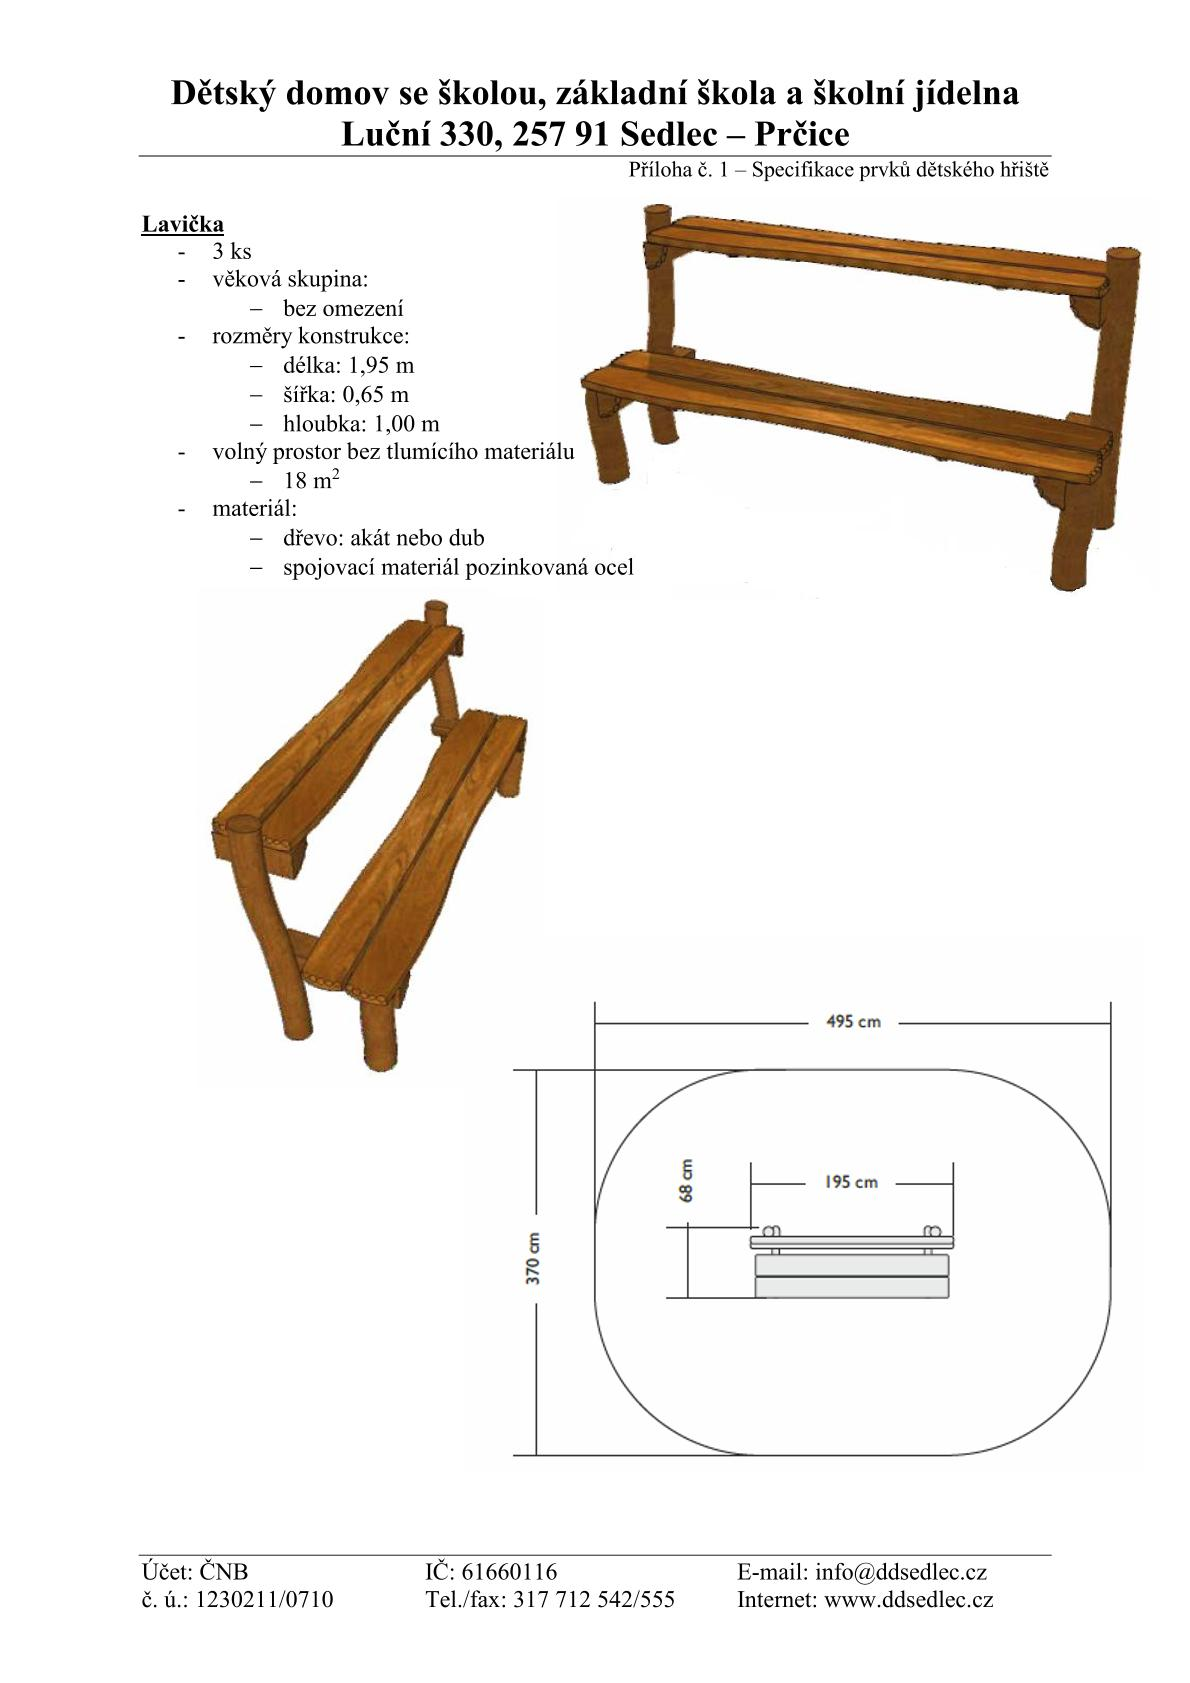 Dětský domov se školou, základní škola a školní jídelna
Luční 330, 257 91 Sedlec – Prčice
Příloha č. 1 – Specifikace prvků dětského hřiště
Lavička
- 3 ks
- věková skupina:
– bez omezení
- rozměry konstrukce:
– délka: 1,95 m
– šířka: 0,65 m
– hloubka: 1,00 m
- volný prostor bez tlumícího materiálu
– 18 m²
- materiál:
– dřevo: akát nebo dub
– spojovací materiál pozinkovaná ocel
495 cm
68 cm
195 cm
370 cm
Účet: ČNB IČ: 61660116 E-mail: info@ddsedlec.cz
č. ú.: 1230211/0710 Tel./fax: 317 712 542/555 Internet: www.ddsedlec.cz